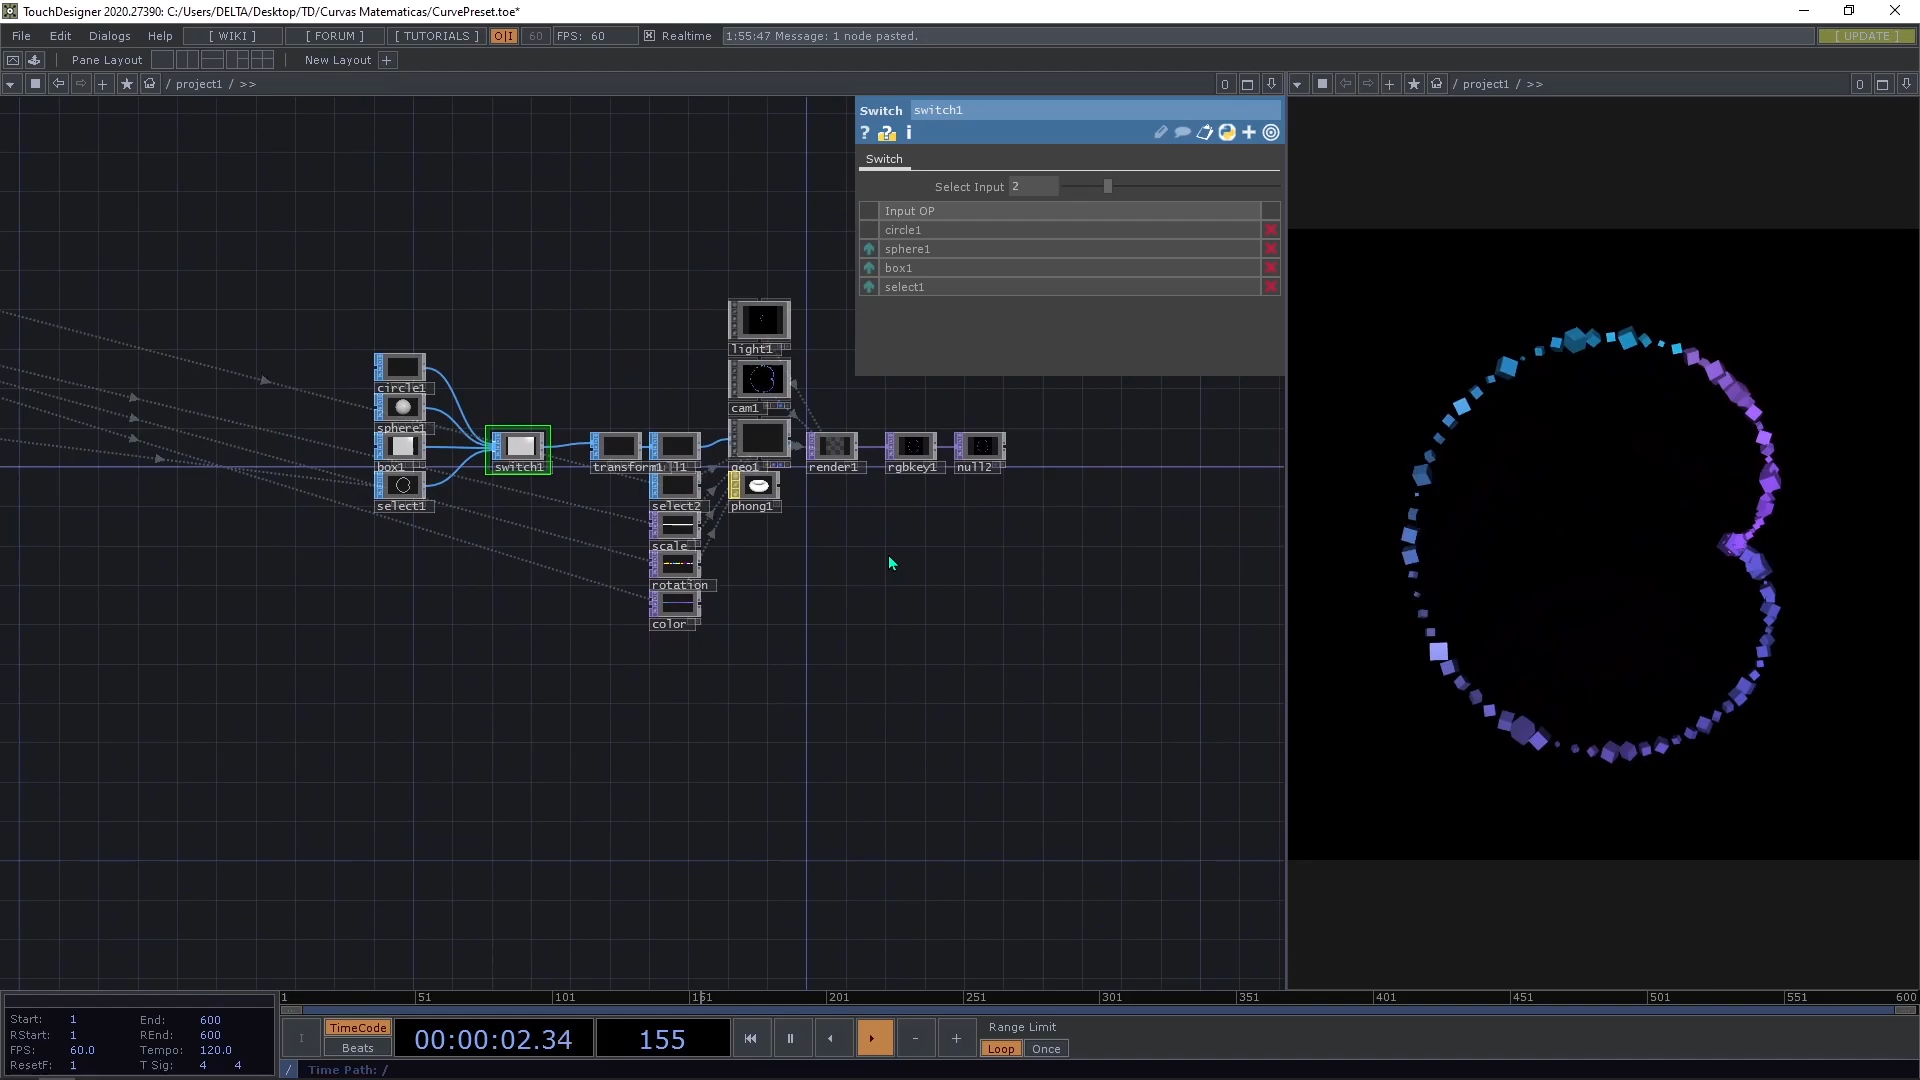 TouchDesigner 2020.27390: C:/Users/DELTA/Desktop/TD/Curvas Matematicas/CurvePreset.toe*
File Edit Dialogs Help [ WIKI ] [ FORUM ] [ TUTORIALS ] O|I 60 FPS: 60 Realtime 1:55:47 Message: 1 node pasted. [ UPDATE ]
Pane Layout New Layout +
/ project1 / >> 0 / project1 / >> 0
Switch switch1
? ? i
Switch
Select Input 2
Input OP
circle1
sphere1
box1
select1
light1
circle1
cam1
sphere1
box1 switch1 transform1 ll1 geo1 render1 rgbkey1 null2
select1 select2 phong1
scale
rotation
color
1 51 101 151 201 251 301 351 401 451 501 551 600
Start: 1 End: 600
RStart: 1 REnd: 600
FPS: 60.0 Tempo: 120.0
ResetF: 1 T Sig: 4 4
I TimeCode Beats 00:00:02.34 155 - +
Range Limit
Loop Once
/ Time Path: /